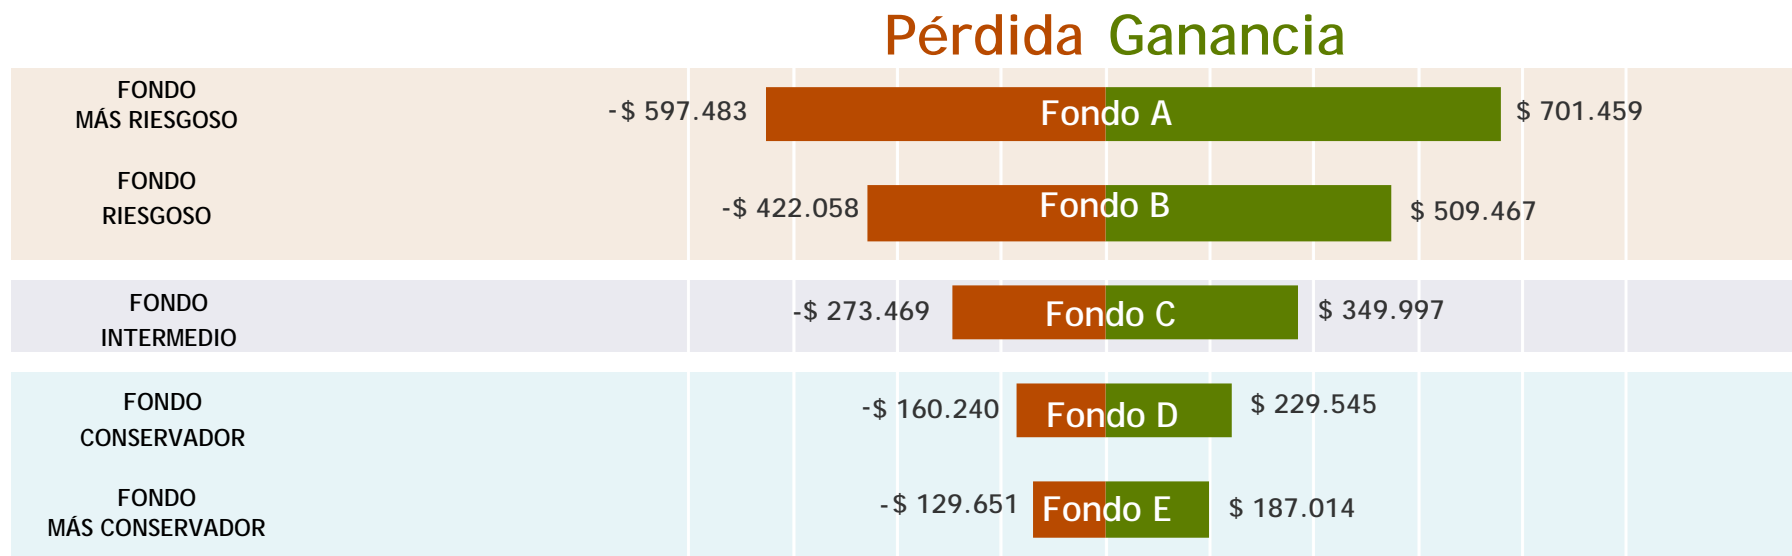 Pérdida Ganancia
FONDO
MÁS RIESGOSO
-$ 597.483
Fondo A
$ 701.459
FONDO
RIESGOSO
-$ 422.058
Fondo B
$ 509.467
FONDO
INTERMEDIO
-$ 273.469
Fondo C
$ 349.997
FONDO
CONSERVADOR
-$ 160.240
Fondo D
$ 229.545
FONDO
MÁS CONSERVADOR
-$ 129.651
Fondo E
$ 187.014